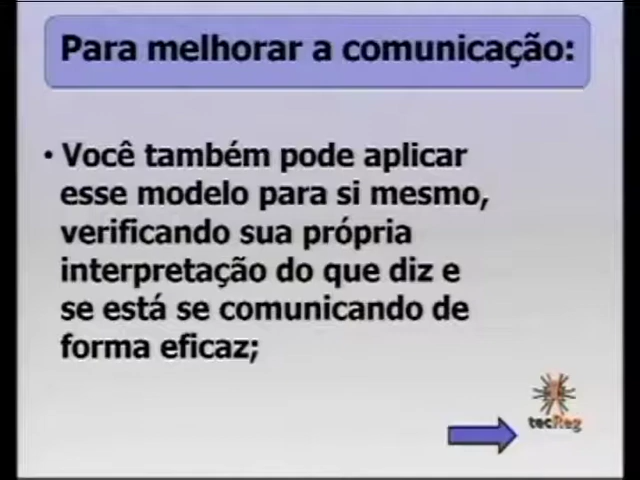 Para melhorar a comunicação:
• Você também pode aplicar
esse modelo para si mesmo,
verificando sua própria
interpretação do que diz e
se está se comunicando de
forma eficaz;
tecReg